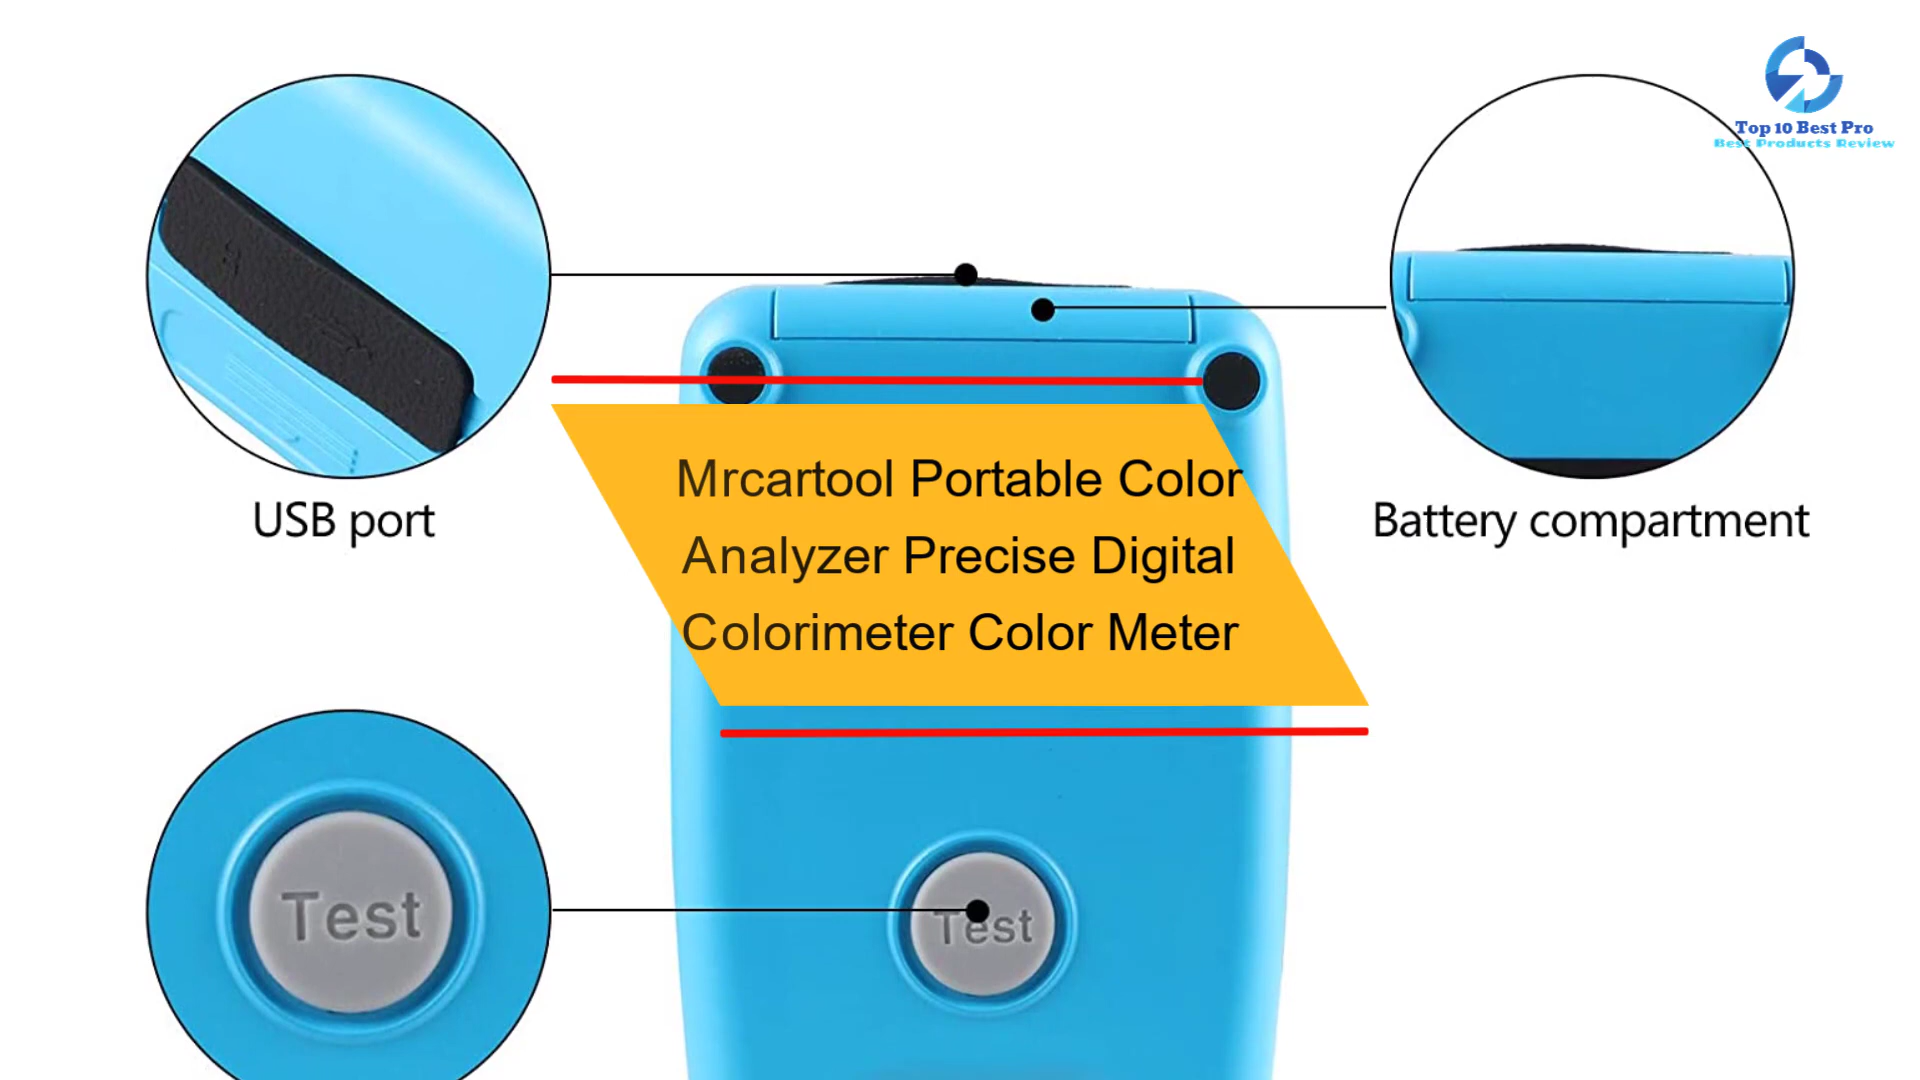 Top 10 Best Pro
Best Products Review
USB port
Battery compartment
Mrcartool Portable Color
Analyzer Precise Digital
Colorimeter Color Meter
Test
Test